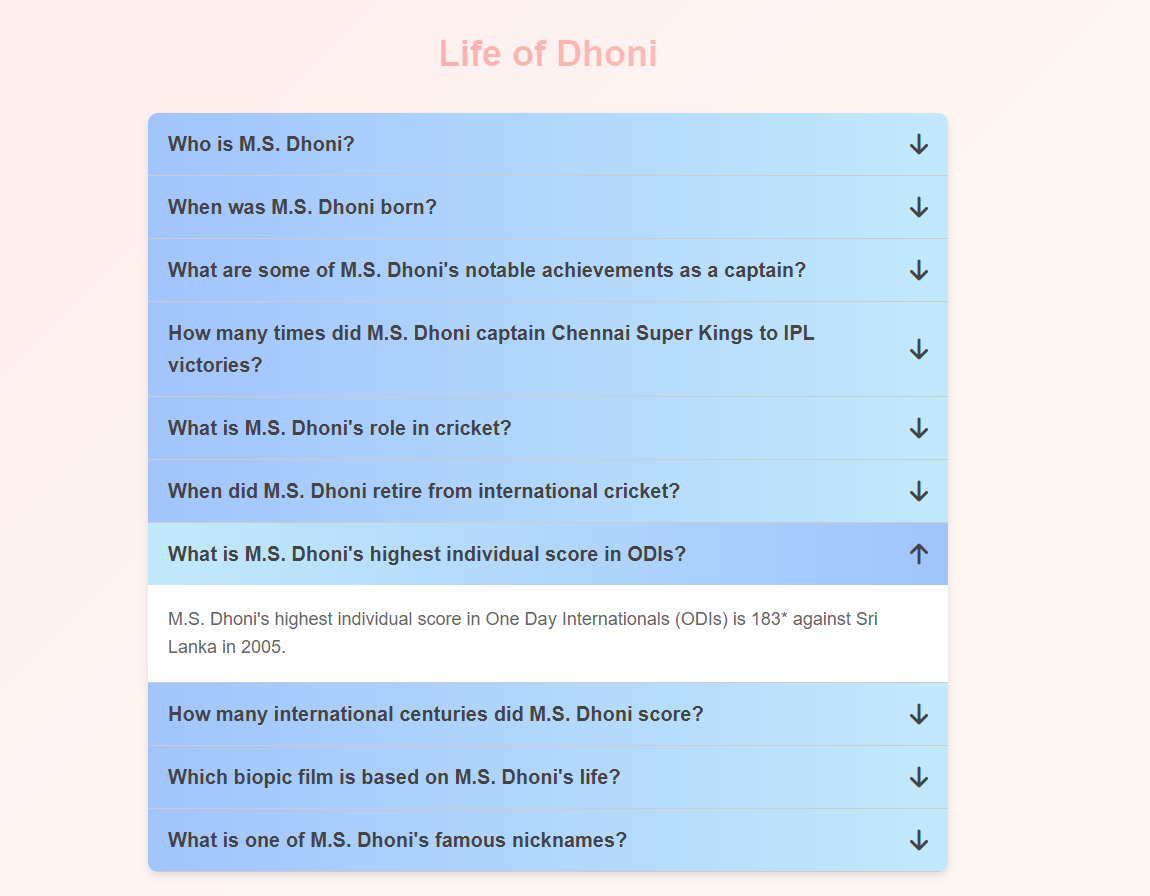 Life of Dhoni
Who is M.S. Dhoni?
When was M.S. Dhoni born?
What are some of M.S. Dhoni's notable achievements as a captain?
How many times did M.S. Dhoni captain Chennai Super Kings to IPL
victories?
What is M.S. Dhoni's role in cricket?
When did M.S. Dhoni retire from international cricket?
What is M.S. Dhoni's highest individual score in ODIs?
M.S. Dhoni's highest individual score in One Day Internationals (ODIs) is 183* against Sri
Lanka in 2005.
How many international centuries did M.S. Dhoni score?
Which biopic film is based on M.S. Dhoni's life?
What is one of M.S. Dhoni's famous nicknames?